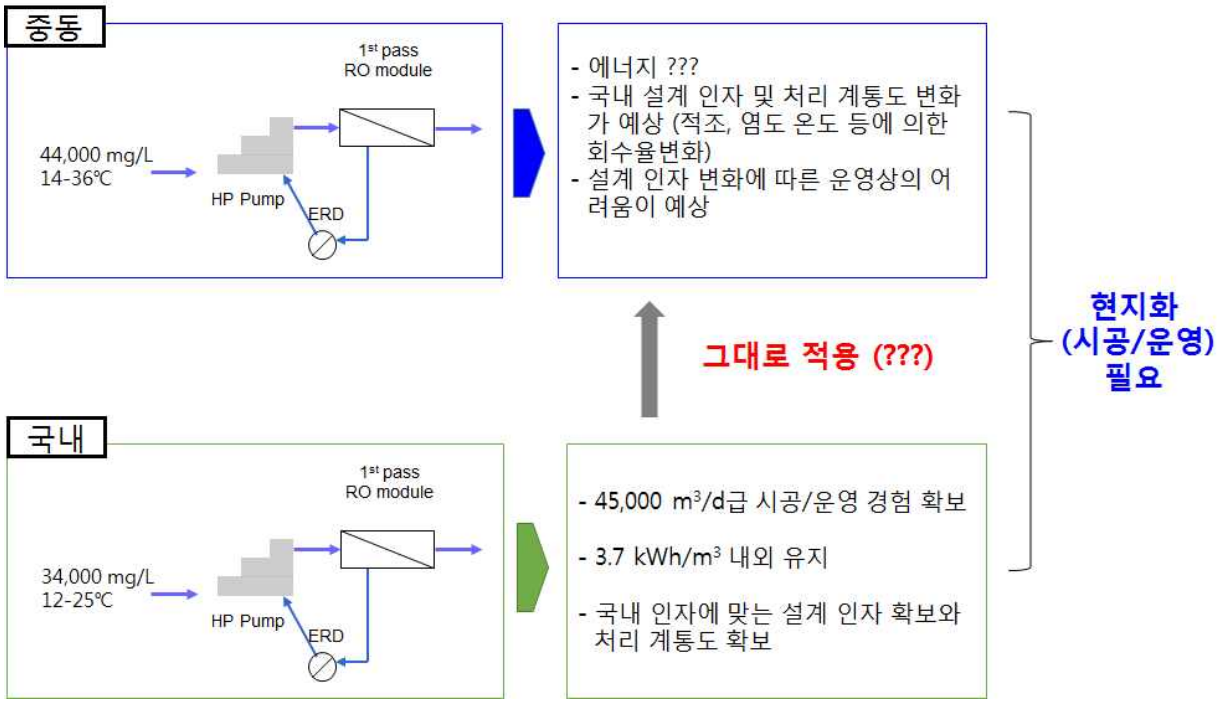 중동
1st pass
RO module
44,000 mg/L
14-36℃
HP Pump
ERD
- 에너지 ???
- 국내 설계 인자 및 처리 계통도 변화
가 예상 (적조, 염도 온도 등에 의한
회수율변화)
- 설계 인자 변화에 따른 운영상의 어
려움이 예상
그대로 적용 (???)
현지화
(시공/운영)
필요
국내
1st pass
RO module
34,000 mg/L
12-25℃
HP Pump
ERD
- 45,000 m³/d급 시공/운영 경험 확보
- 3.7 kWh/m³ 내외 유지
- 국내 인자에 맞는 설계 인자 확보와
처리 계통도 확보